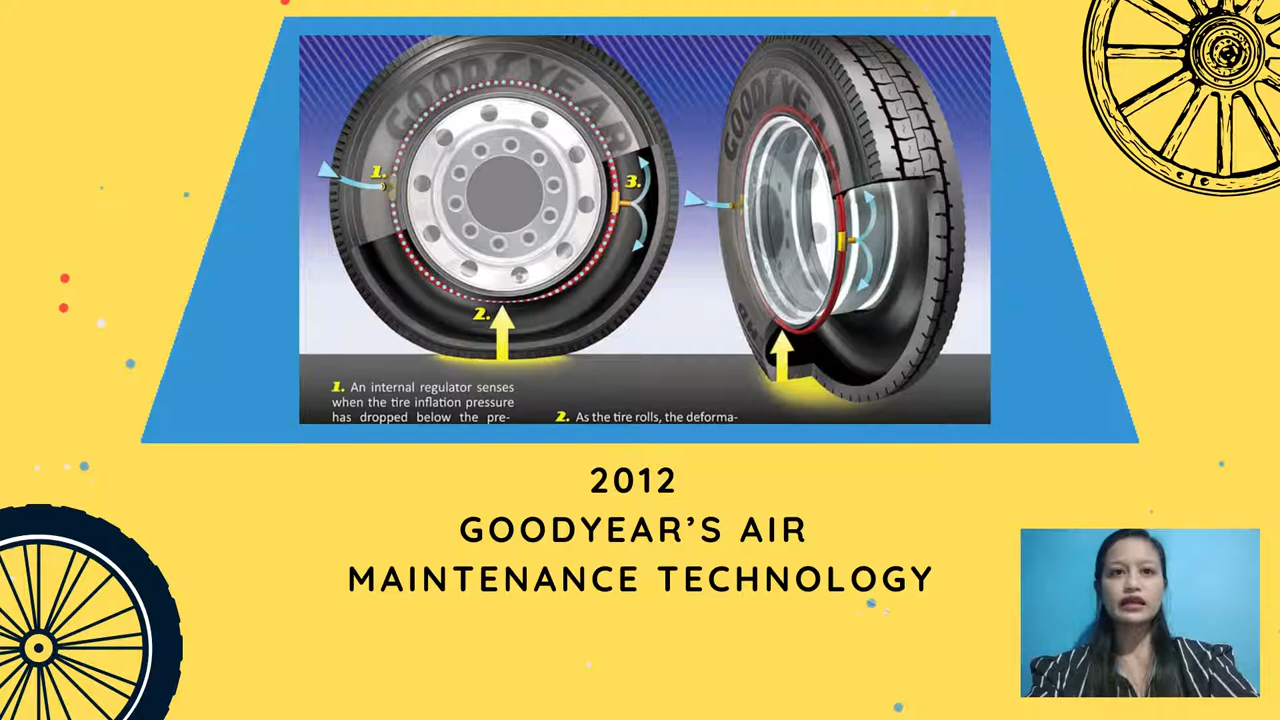 GOODYEAR
GOODYEAR
1.
3.
2.
1. An internal regulator senses
when the tire inflation pressure
has dropped below the pre-
2. As the tire rolls, the deforma-
2012
GOODYEAR’S AIR
MAINTENANCE TECHNOLOGY